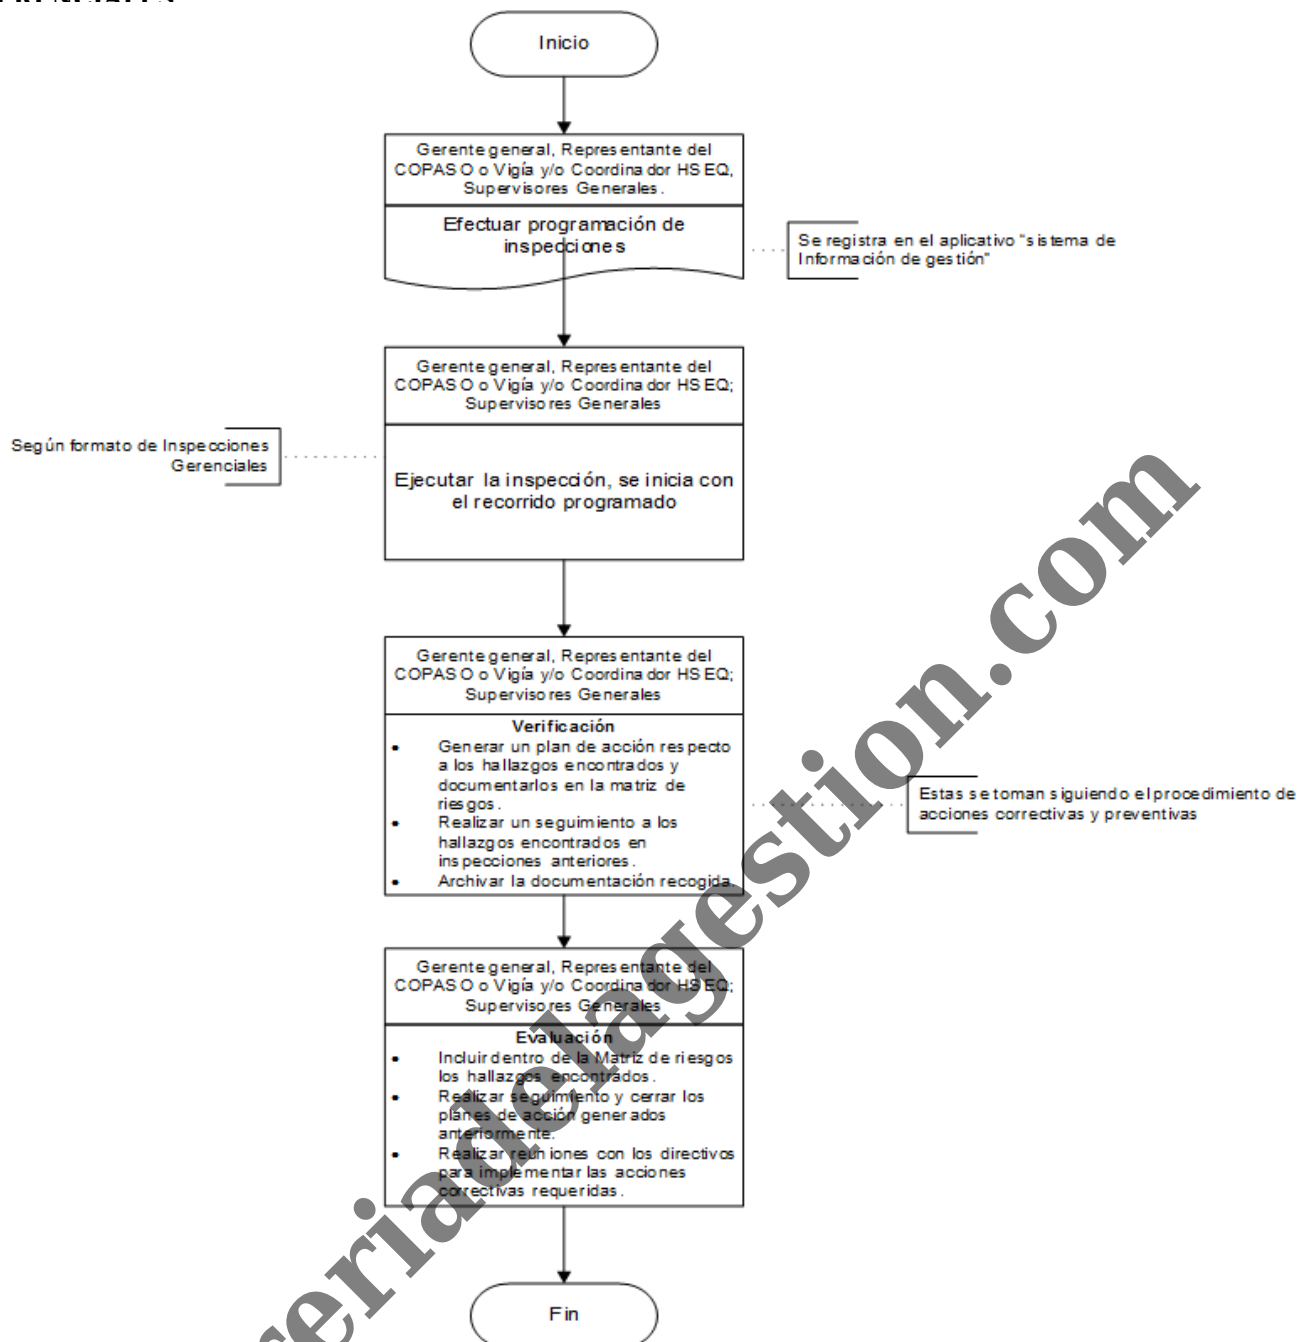 Inicio
Gerente general, Representante del
COPASO o Vigía y/o Coordinador HSEQ,
Supervisores Generales.
Efectuar programación de
inspecciones
Se registra en el aplicativo "sistema de
Información de gestión"
Gerente general, Representante del
COPASO o Vigía y/o Coordinador HSEQ;
Supervisores Generales
Según formato de Inspecciones
Gerenciales
Ejecutar la inspección, se inicia con
el recorrido programado
Gerente general, Representante del
COPASO o Vigía y/o Coordinador HSEQ;
Supervisores Generales
Verificación
• Generar un plan de acción respecto
a los hallazgos encontrados y
documentarlos en la matriz de
riesgos.
• Realizar un seguimiento a los
hallazgos encontrados en
inspecciones anteriores.
• Archivar la documentación recogida.
Estas se toman siguiendo el procedimiento de
acciones correctivas y preventivas
Gerente general, Representante del
COPASO o Vigía y/o Coordinador HSEQ;
Supervisores Generales
Evaluación
• Incluir dentro de la Matriz de riesgos
los hallazgos encontrados.
• Realizar seguimiento y cerrar los
planes de acción generados
anteriormente.
• Realizar reuniones con los directivos
para implementar las acciones
correctivas requeridas.
Fin
eriadelagestion.com